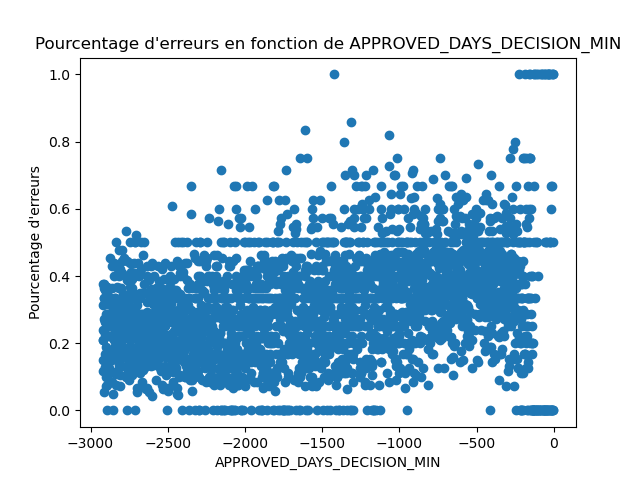 Pourcentage d'erreurs en fonction de APPROVED_DAYS_DECISION_MIN
1.0
0.8
0.6
0.4
0.2
0.0
Pourcentage d'erreurs
−3000 −2500 −2000 −1500 −1000 −500 0
APPROVED_DAYS_DECISION_MIN